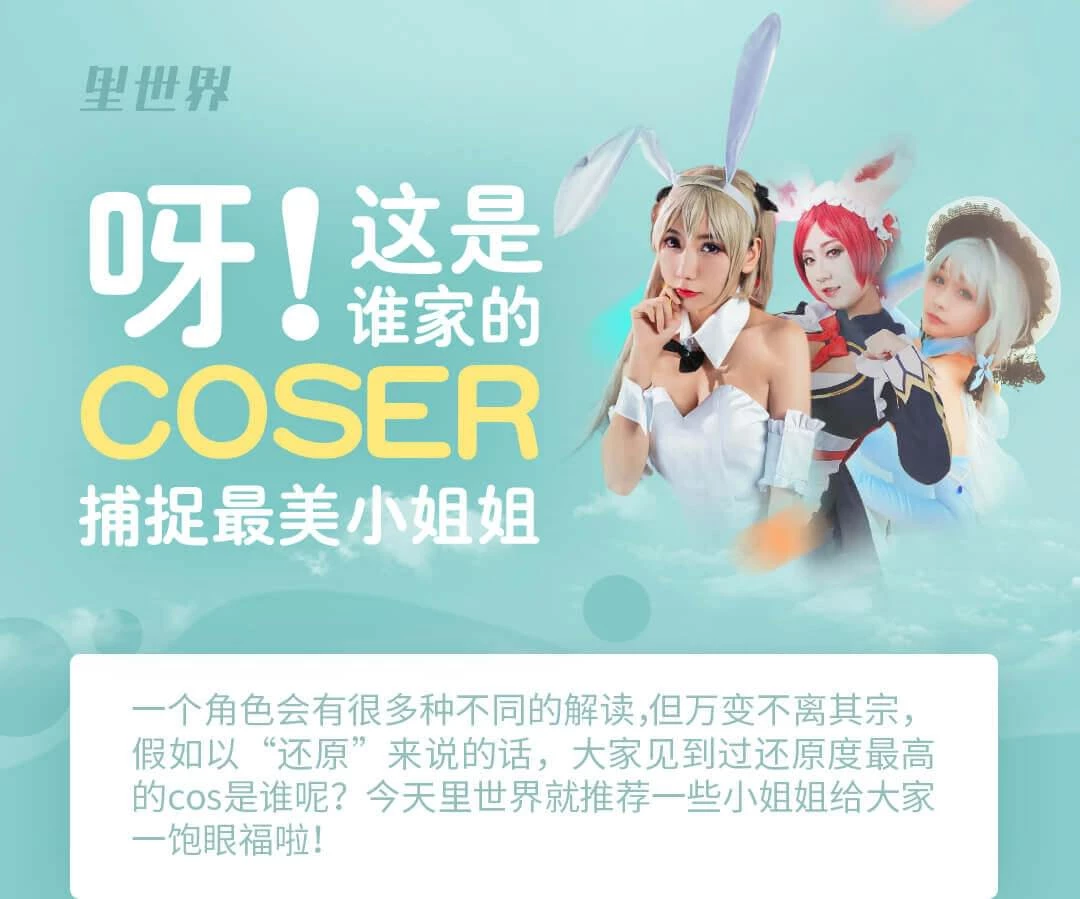 里世界
呀！这是
谁家的
COSER
捕捉最美小姐姐
一个角色会有很多种不同的解读,但万变不离其宗，
假如以“还原”来说的话，大家见到过还原度最高
的cos是谁呢？今天里世界就推荐一些小姐姐给大家
一饱眼福啦！